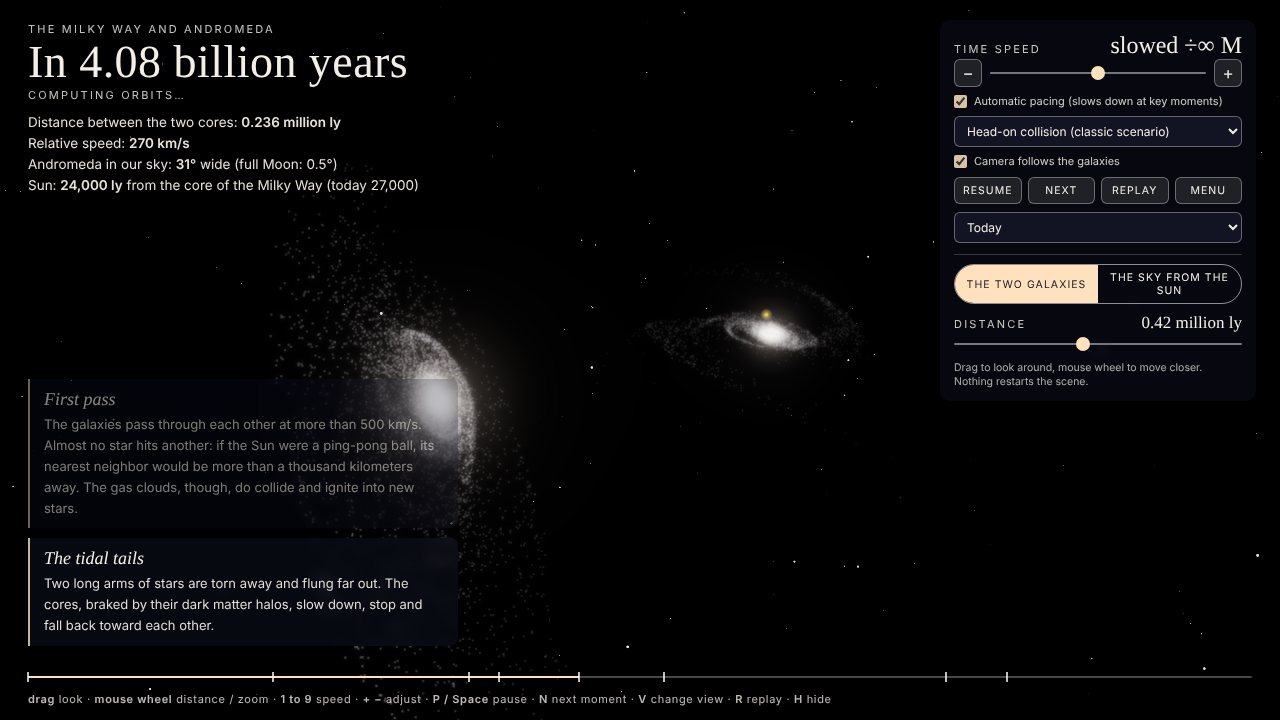 THE MILKY WAY AND ANDROMEDA
In 4.08 billion years
COMPUTING ORBITS…
Distance between the two cores: 0.236 million ly
Relative speed: 270 km/s
Andromeda in our sky: 31° wide (full Moon: 0.5°)
Sun: 24,000 ly from the core of the Milky Way (today 27,000)
First pass
The galaxies pass through each other at more than 500 km/s.
Almost no star hits another: if the Sun were a ping-pong ball, its
nearest neighbor would be more than a thousand kilometers
away. The gas clouds, though, do collide and ignite into new
stars.
The tidal tails
Two long arms of stars are torn away and flung far out. The
cores, braked by their dark matter halos, slow down, stop and
fall back toward each other.
TIME SPEED slowed ÷∞ M
− +
Automatic pacing (slows down at key moments)
Head-on collision (classic scenario)
Camera follows the galaxies
RESUME NEXT REPLAY MENU
Today
THE TWO GALAXIES THE SKY FROM THE
SUN
DISTANCE 0.42 million ly
Drag to look around, mouse wheel to move closer.
Nothing restarts the scene.
drag look · mouse wheel distance / zoom · 1 to 9 speed · + − adjust · P / Space pause · N next moment · V change view · R replay · H hide